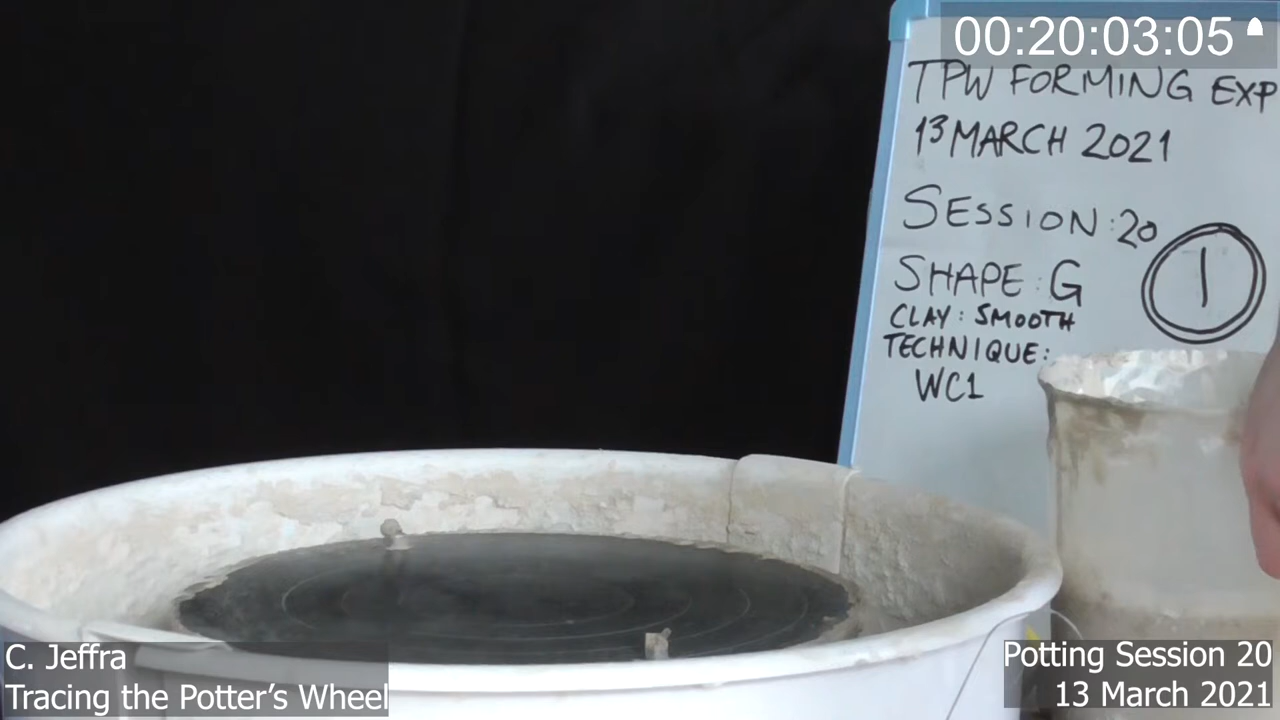 00:20:03:05
TPW FORMING EXP
13 MARCH 2021
SESSION: 20
1
SHAPE: G
CLAY: SMOOTH
TECHNIQUE:
WC1
C. Jeffra
Tracing the Potter's Wheel
Potting Session 20
13 March 2021